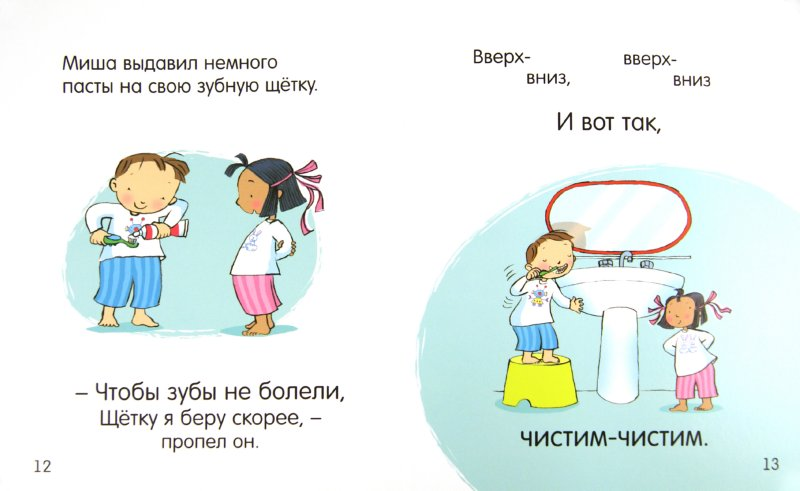 Миша выдавил немного
пасты на свою зубную щётку.
– Чтобы зубы не болели,
Щётку я беру скорее, –
пропел он.
12
Вверх- вверх-
вниз, вниз
И вот так,
чистим-чистим.
13